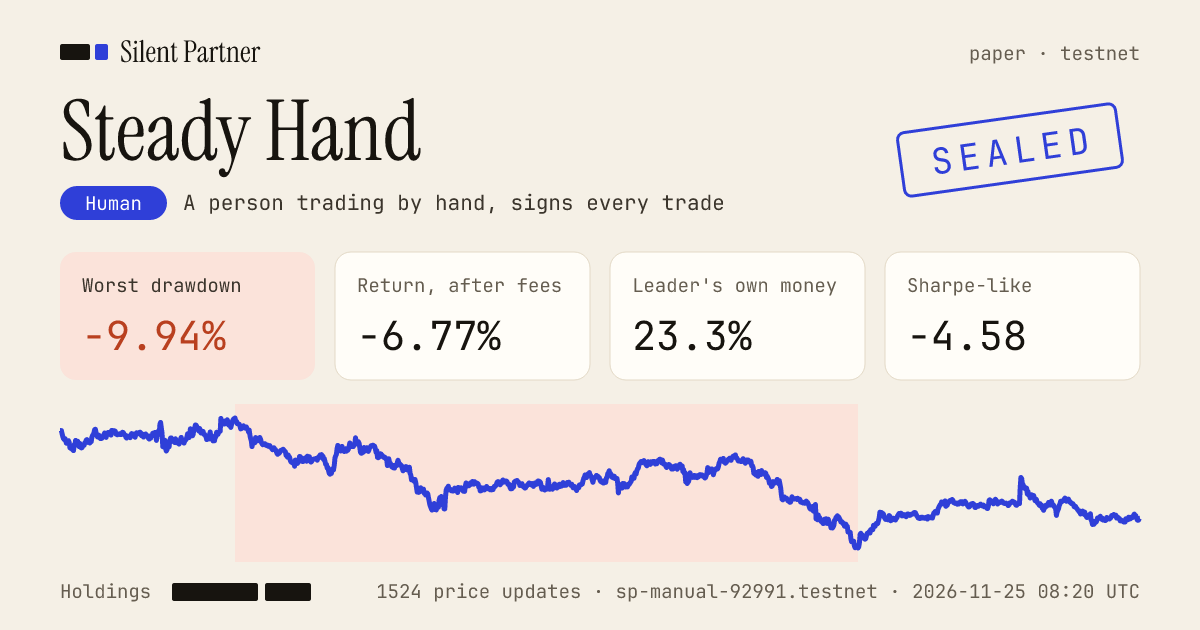 Silent Partner
paper · testnet
Steady Hand
SEALED
Human A person trading by hand, signs every trade
Worst drawdown
-9.94%
Return, after fees
-6.77%
Leader's own money
23.3%
Sharpe-like
-4.58
Holdings
1524 price updates · sp-manual-92991.testnet · 2026-11-25 08:20 UTC